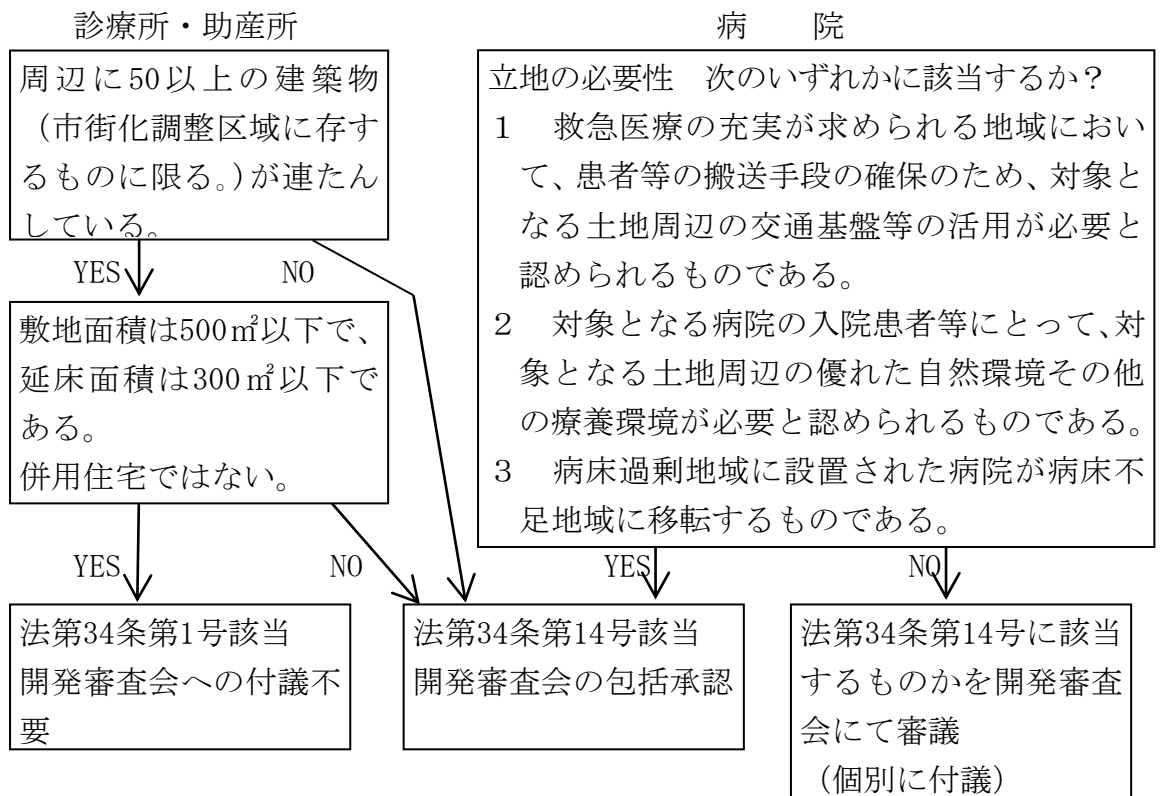 診療所・助産所
周辺に50以上の建築物
（市街化調整区域に存す
るものに限る。）が連たん
している。
YES
NO
敷地面積は500㎡以下で、
延床面積は300㎡以下で
ある。
併用住宅ではない。
YES
NO
病　　院
立地の必要性　次のいずれかに該当するか？
１　救急医療の充実が求められる地域におい
て、患者等の搬送手段の確保のため、対象と
なる土地周辺の交通基盤等の活用が必要と
認められるものである。
２　対象となる病院の入院患者等にとって、対
象となる土地周辺の優れた自然環境その他
の療養環境が必要と認められるものである。
３　病床過剰地域に設置された病院が病床不
足地域に移転するものである。
YES
NO
法第34条第1号該当
開発審査会への付議不
要
法第34条第14号該当
開発審査会の包括承認
法第34条第14号に該当
するものかを開発審査
会にて審議
（個別に付議）